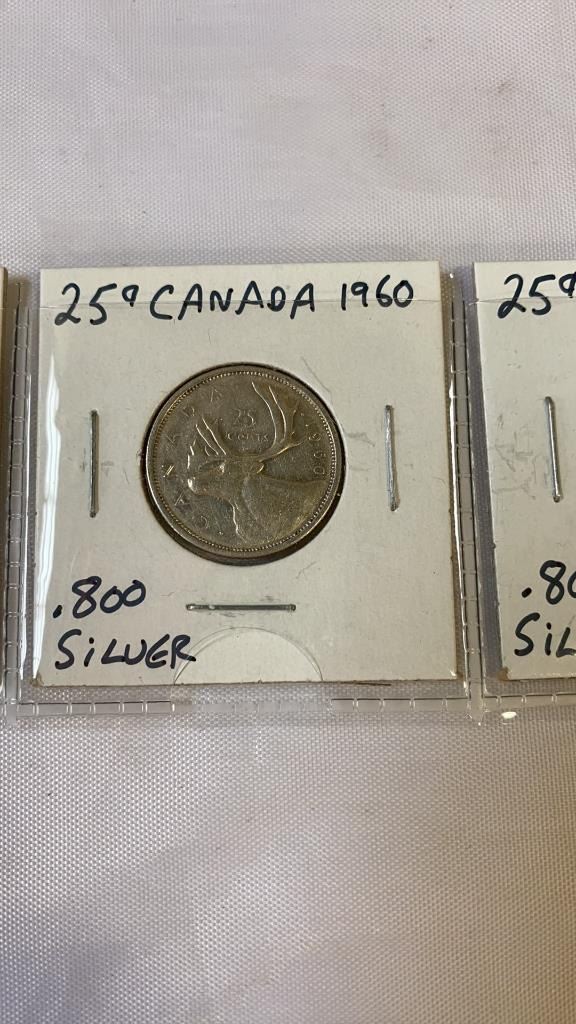 25¢ CANADA 1960
25¢
CANADA
25
CENTS
1960
.800
SILVER
.80
SIL